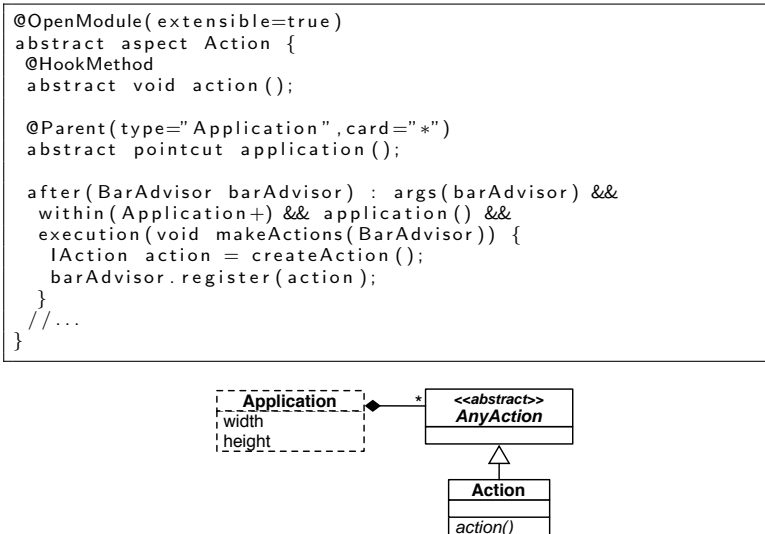 @OpenModule(extensible=true)
abstract aspect Action {
@HookMethod
abstract void action();
@Parent(type="Application",card="*")
abstract pointcut application();
after(BarAdvisor barAdvisor) : args(barAdvisor) &&
within(Application+) && application() &&
execution(void makeActions(BarAdvisor)) {
IAction action = createAction();
barAdvisor.register(action);
}
//...
}
Application
width
height
*
<<abstract>>
AnyAction
Action
action()